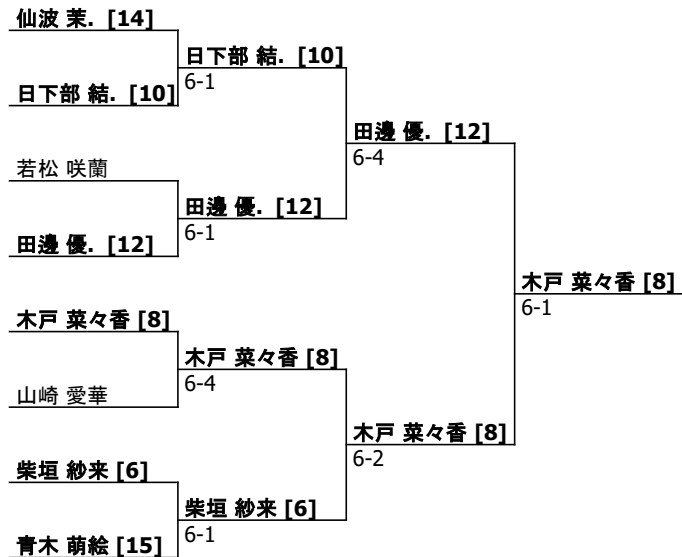 仙波 茉. [14]
日下部 結. [10]
6-1
日下部 結. [10]
田邊 優. [12]
6-4
若松 咲蘭
田邊 優. [12]
6-1
田邊 優. [12]
木戸 菜々香 [8]
6-1
木戸 菜々香 [8]
木戸 菜々香 [8]
6-4
山崎 愛華
木戸 菜々香 [8]
6-2
柴垣 紗来 [6]
柴垣 紗来 [6]
6-1
青木 萌絵 [15]